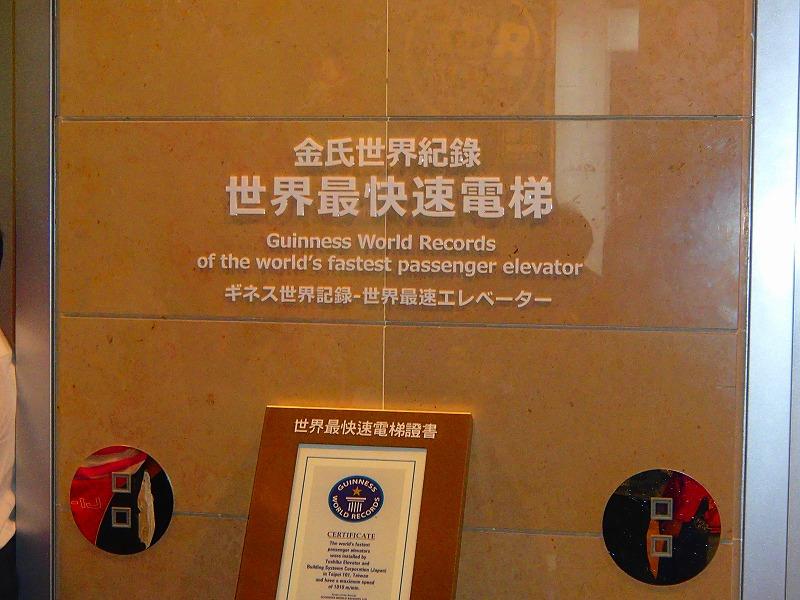 金氏世界紀錄
世界最快速電梯
Guinness World Records
of the world's fastest passenger elevator
ギネス世界記録-世界最速エレベーター
世界最快速電梯證書
GUINNESS
WORLD RECORDS
CERTIFICATE
The world's fastest
passenger elevators
were installed by
Toshiba Elevator and
Building Systems Corporation (Japan)
in Taipei 101, Taiwan
and have a maximum speed
of 1010 m/min.